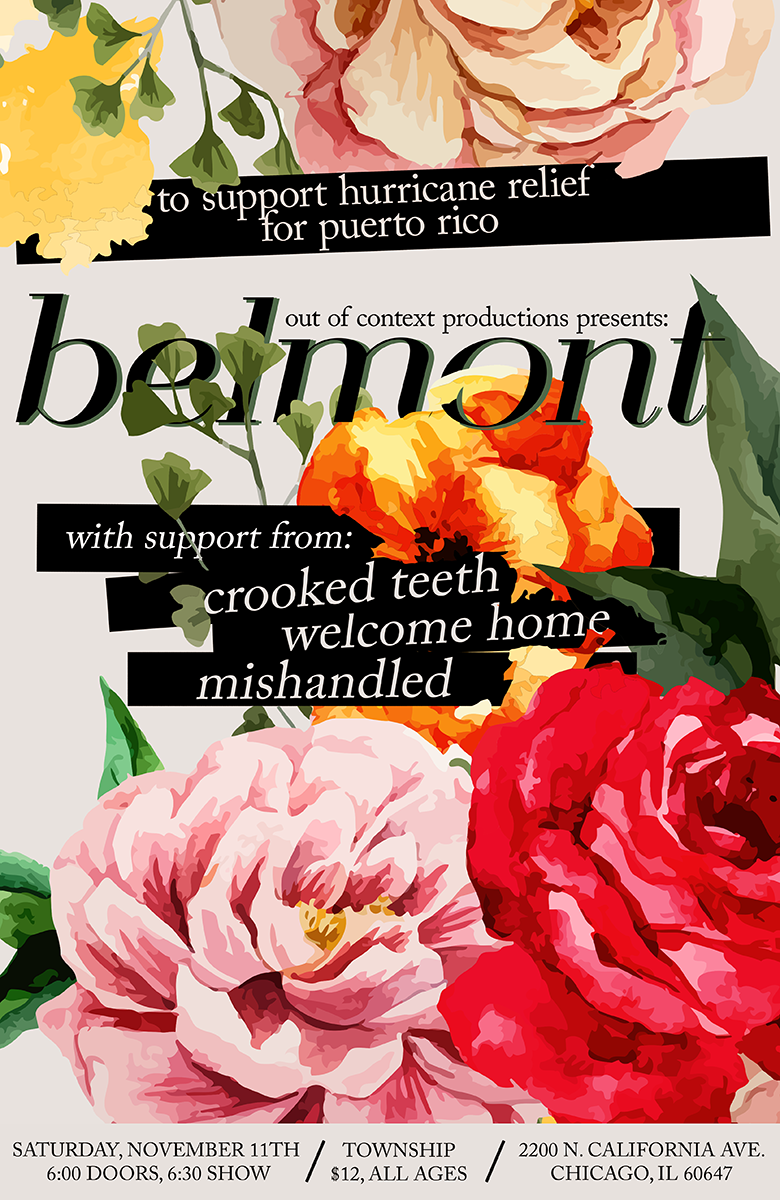 to support hurricane relief
for puerto rico
out of context productions presents:
belmont
with support from:
crooked teeth
welcome home
mishandled
SATURDAY, NOVEMBER 11TH / TOWNSHIP / 2200 N. CALIFORNIA AVE.
6:00 DOORS, 6:30 SHOW / $12, ALL AGES / CHICAGO, IL 60647